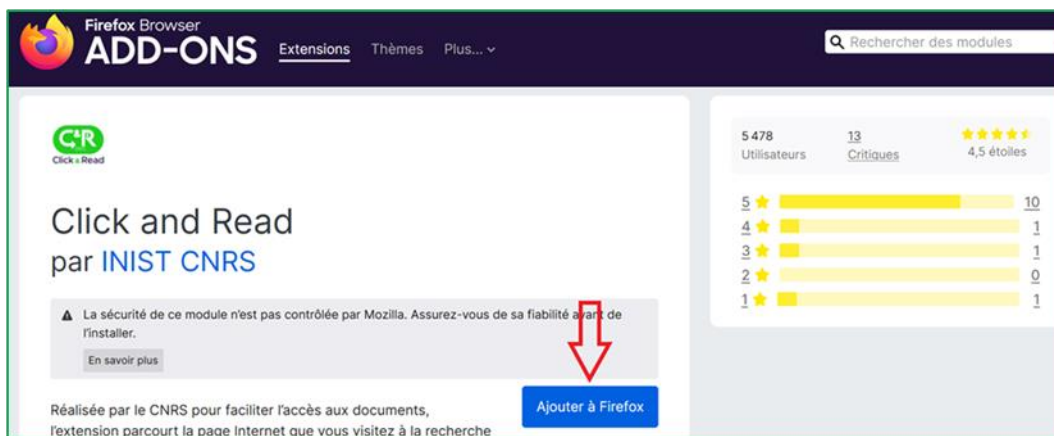 Firefox Browser
ADD-ONS
Extensions Thèmes Plus...
Rechercher des modules
C&R
Click & Read
Click and Read
par INIST CNRS
La sécurité de ce module n'est pas contrôlée par Mozilla. Assurez-vous de sa fiabilité avant de
l'installer.
En savoir plus
Réalisée par le CNRS pour faciliter l'accès aux documents,
l'extension parcourt la page Internet que vous visitez à la recherche
Ajouter à Firefox
5 478 13
Utilisateurs Critiques 4,5 étoiles
5 10
4 1
3 1
2 0
1 1